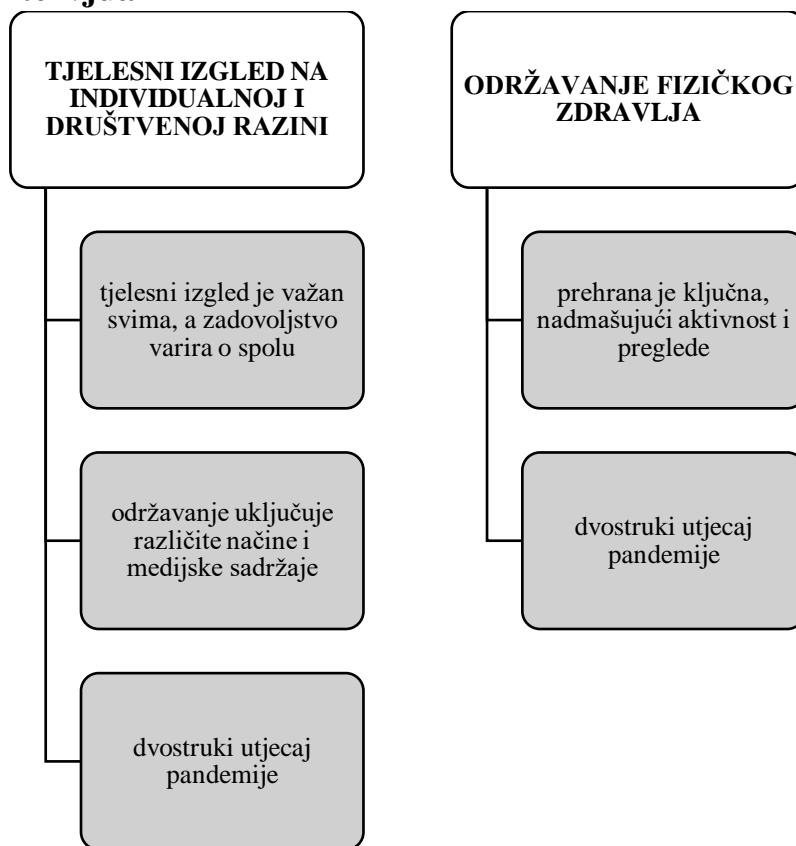 TJELESNI IZGLED NA
INDIVIDUALNOJ I
DRUŠTVENOJ RAZINI
tjelesni izgled je važan
svima, a zadovoljstvo
varira o spolu
održavanje uključuje
različite načine i
medijske sadržaje
dvostruki utjecaj
pandemije
ODRŽAVANJE FIZIČKOG
ZDRAVLJA
prehrana je ključna,
nadmašujući aktivnost i
preglede
dvostruki utjecaj
pandemije